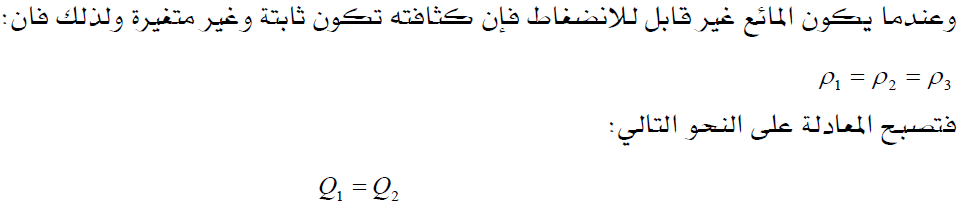 وعندما يكون المائع غير قابل للانضغاط فإن كثافته تكون ثابتة وغير متغيرة ولذلك فان:
ρ₁ = ρ₂ = ρ₃
فتصبح المعادلة على النحو التالي:
Q₁ = Q₂